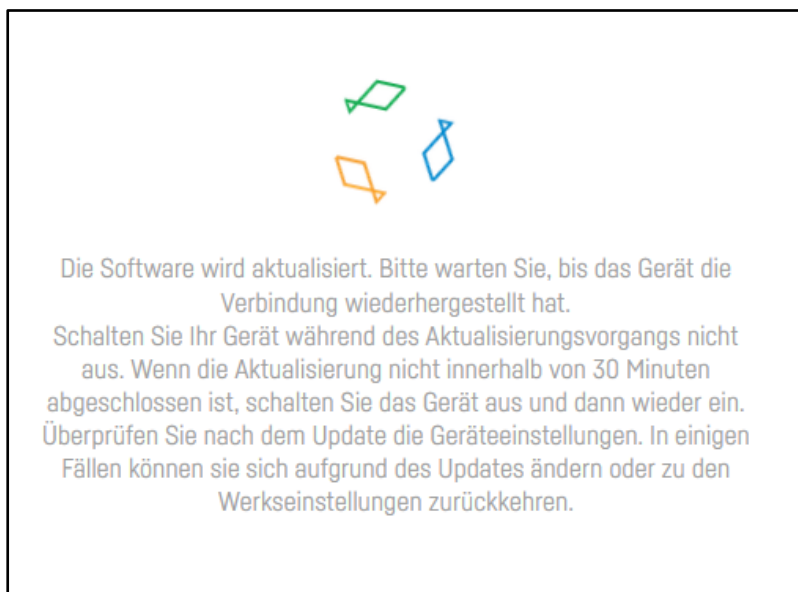 Die Software wird aktualisiert. Bitte warten Sie, bis das Gerät die
Verbindung wiederhergestellt hat.
Schalten Sie Ihr Gerät während des Aktualisierungsvorgangs nicht
aus. Wenn die Aktualisierung nicht innerhalb von 30 Minuten
abgeschlossen ist, schalten Sie das Gerät aus und dann wieder ein.
Überprüfen Sie nach dem Update die Geräteeinstellungen. In einigen
Fällen können sie sich aufgrund des Updates ändern oder zu den
Werkseinstellungen zurückkehren.